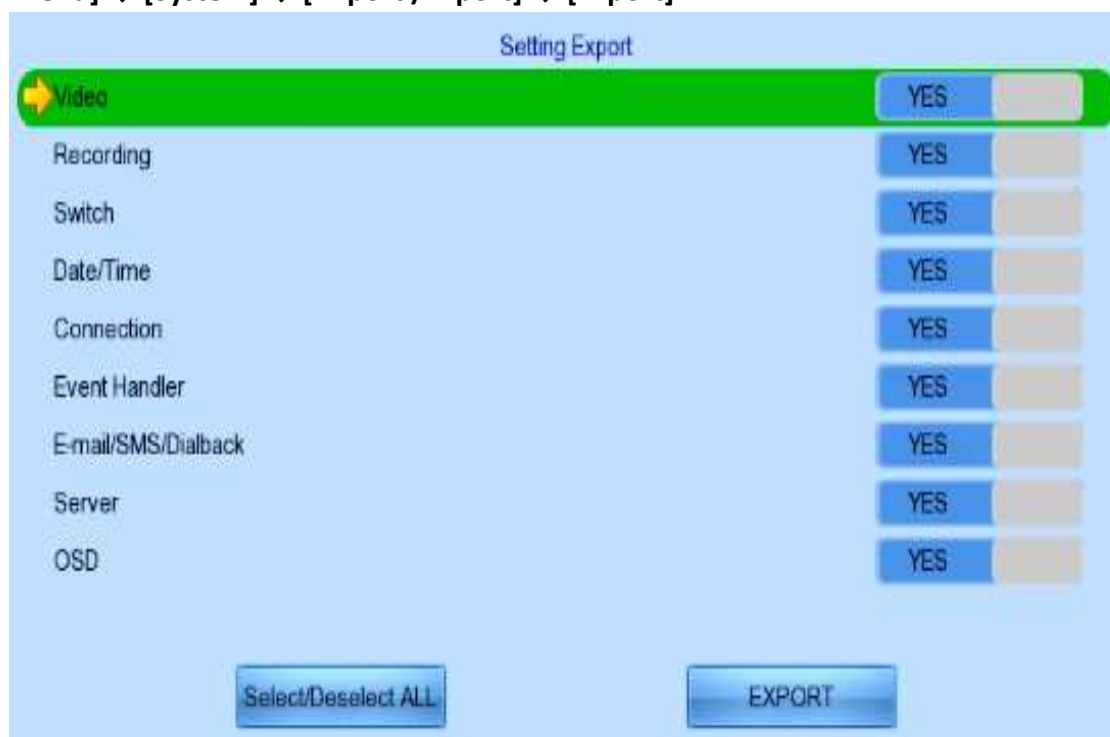 Setting Export
Video YES
Recording YES
Switch YES
Date/Time YES
Connection YES
Event Handler YES
E-mail/SMS/Dialback YES
Server YES
OSD YES
Select/Deselect ALL EXPORT